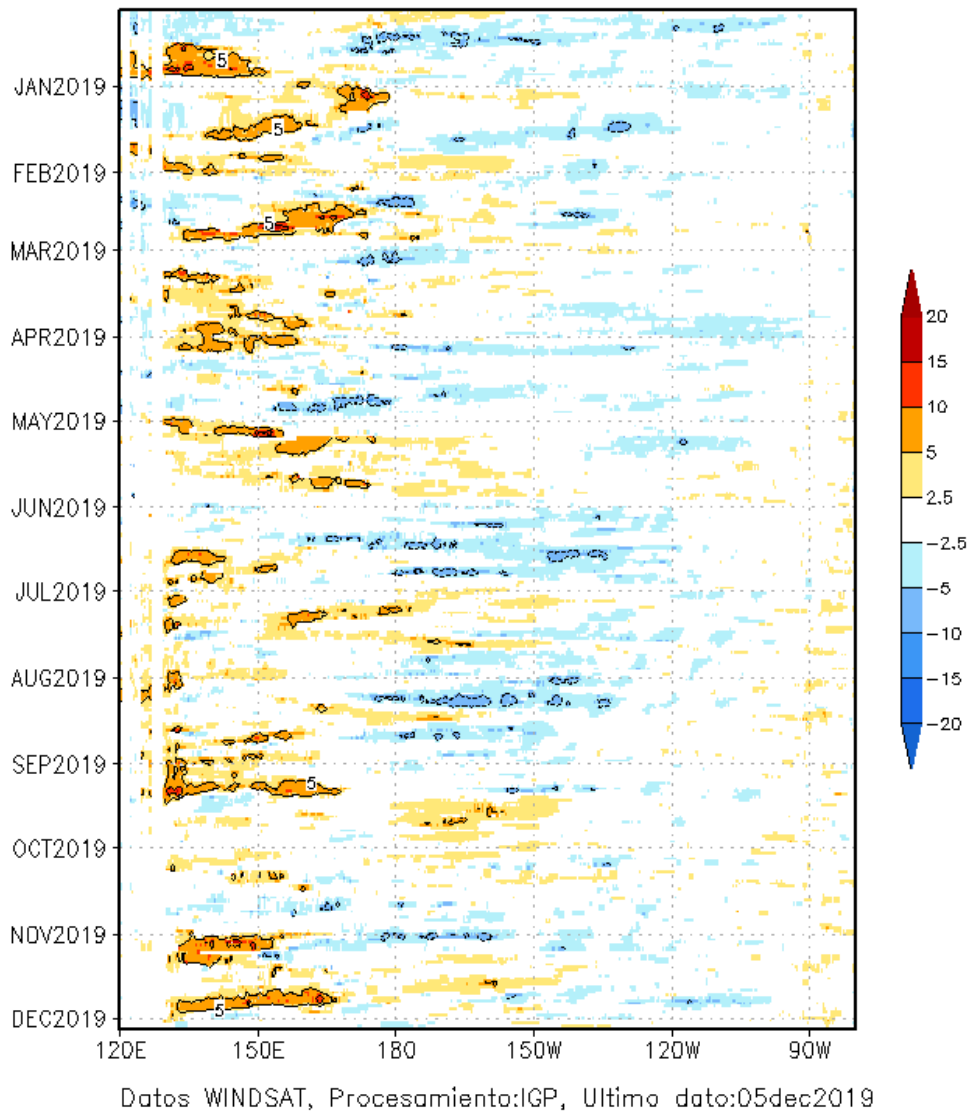 5
JAN2019
5
FEB2019
5
MAR2019
APR2019
MAY2019
JUN2019
JUL2019
AUG2019
SEP2019
5
OCT2019
NOV2019
5
DEC2019
120E 150E 180 150W 120W 90W
20
15
10
5
2.5
-2.5
-5
-10
-15
-20
Datos WINDSAT, Procesamiento:IGP, Ultimo dato:05dec2019